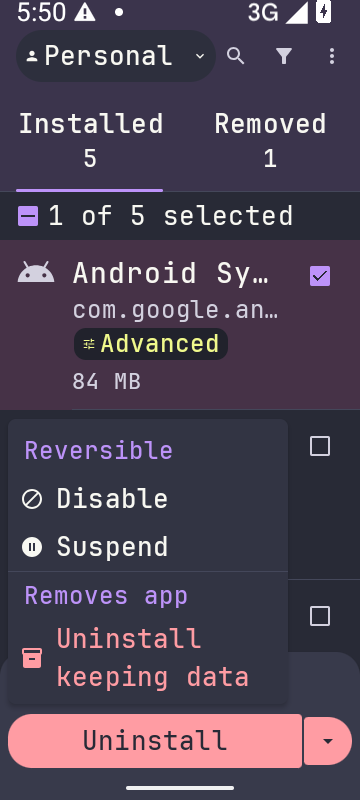 5:50
3G
Personal
Installed
5
Removed
1
1 of 5 selected
Android Sy…
com.google.an…
Advanced
84 MB
Reversible
Disable
Suspend
Removes app
Uninstall
keeping data
Uninstall